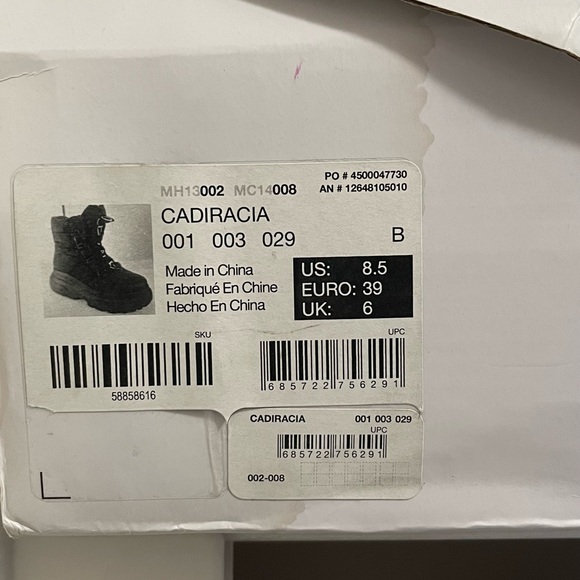 PO # 4500047730
MH13002 MC14008 AN # 12648105010
CADIRACIA
001 003 029 B
Made in China
Fabriqué En Chine
Hecho En China
US: 8.5
EURO: 39
UK: 6
SKU
58858616
UPC
685722756291
CADIRACIA 001 003 029
UPC
685722756291
002-008